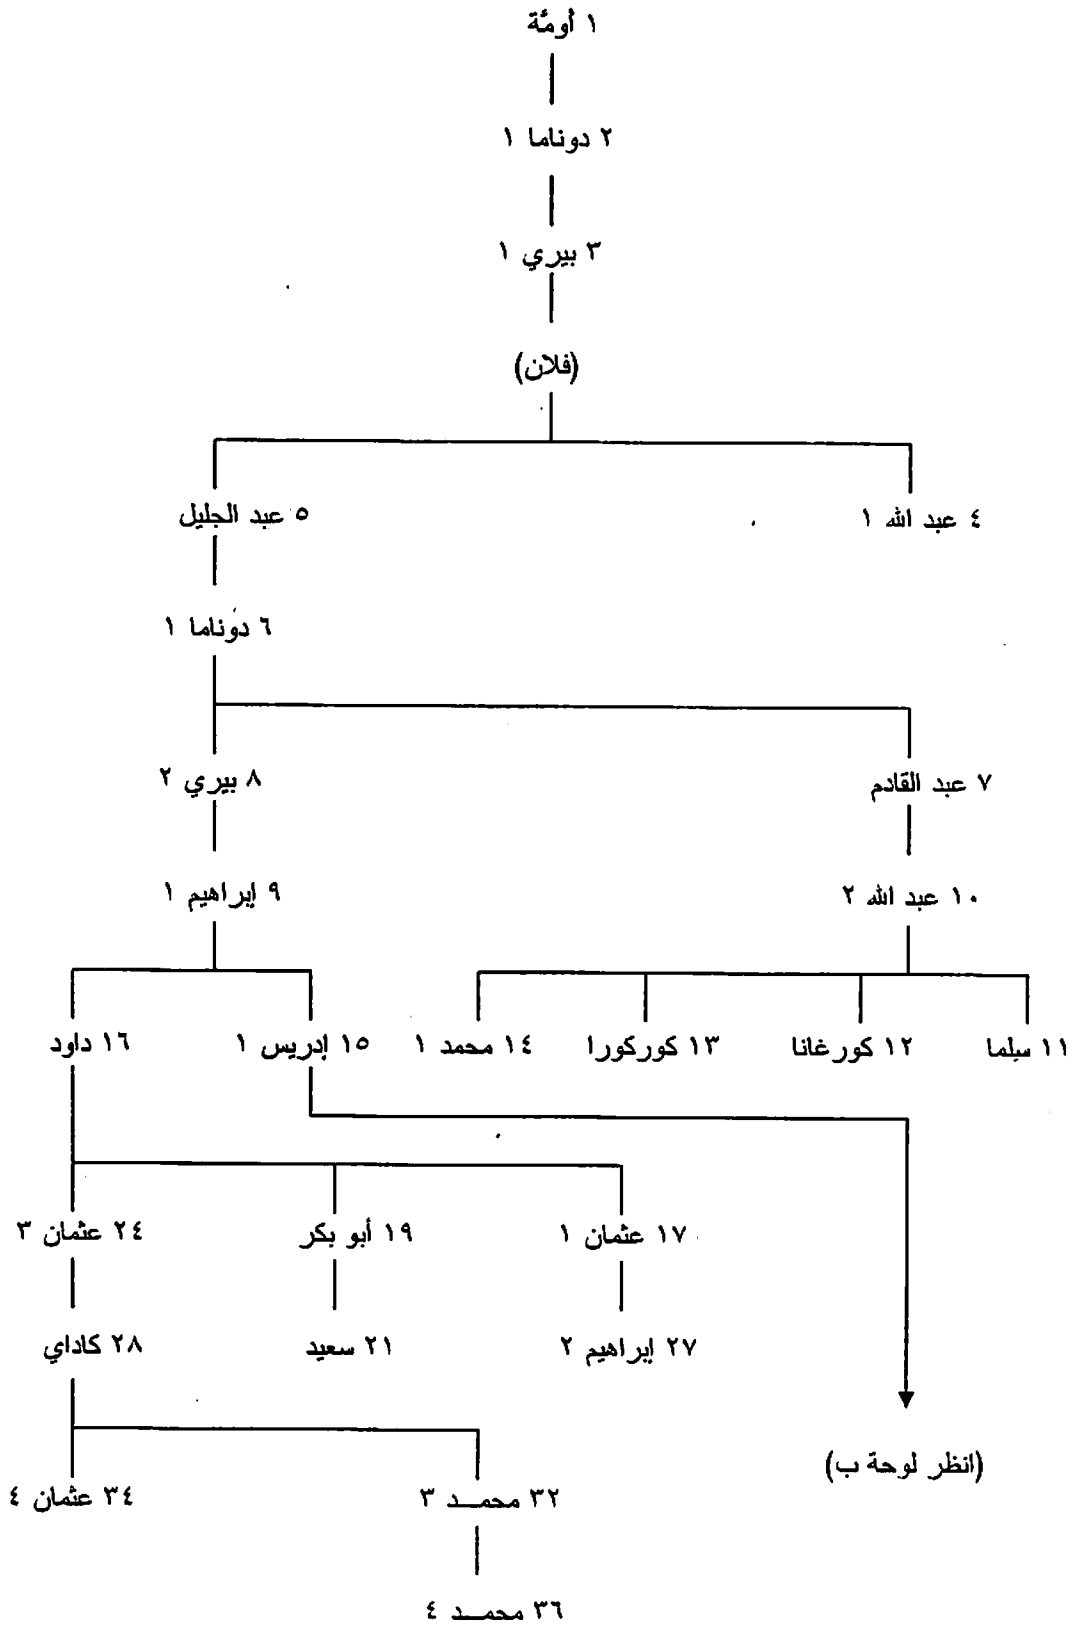 ١ أومَّة
٢ دوناما ١
٣ بيري ١
(فلان)
٤ عبد الله ١
٥ عبد الجليل
٦ دوناما ١
٧ عبد القادم
٨ بيري ٢
٩ إبراهيم ١
١٠ عبد الله ٢
١١ سيلما
١٢ كورغانا
١٣ كوركورا
١٤ محمد ١
١٥ إدريس ١
١٦ داود
١٧ عثمان ١
١٩ أبو بكر
٢٤ عثمان ٣
٢٧ إبراهيم ٢
٢١ سعيد
٢٨ كاداي
(انظر لوحة ب)
٣٢ محمـد ٣
٣٤ عثمان ٤
٣٦ محمـد ٤